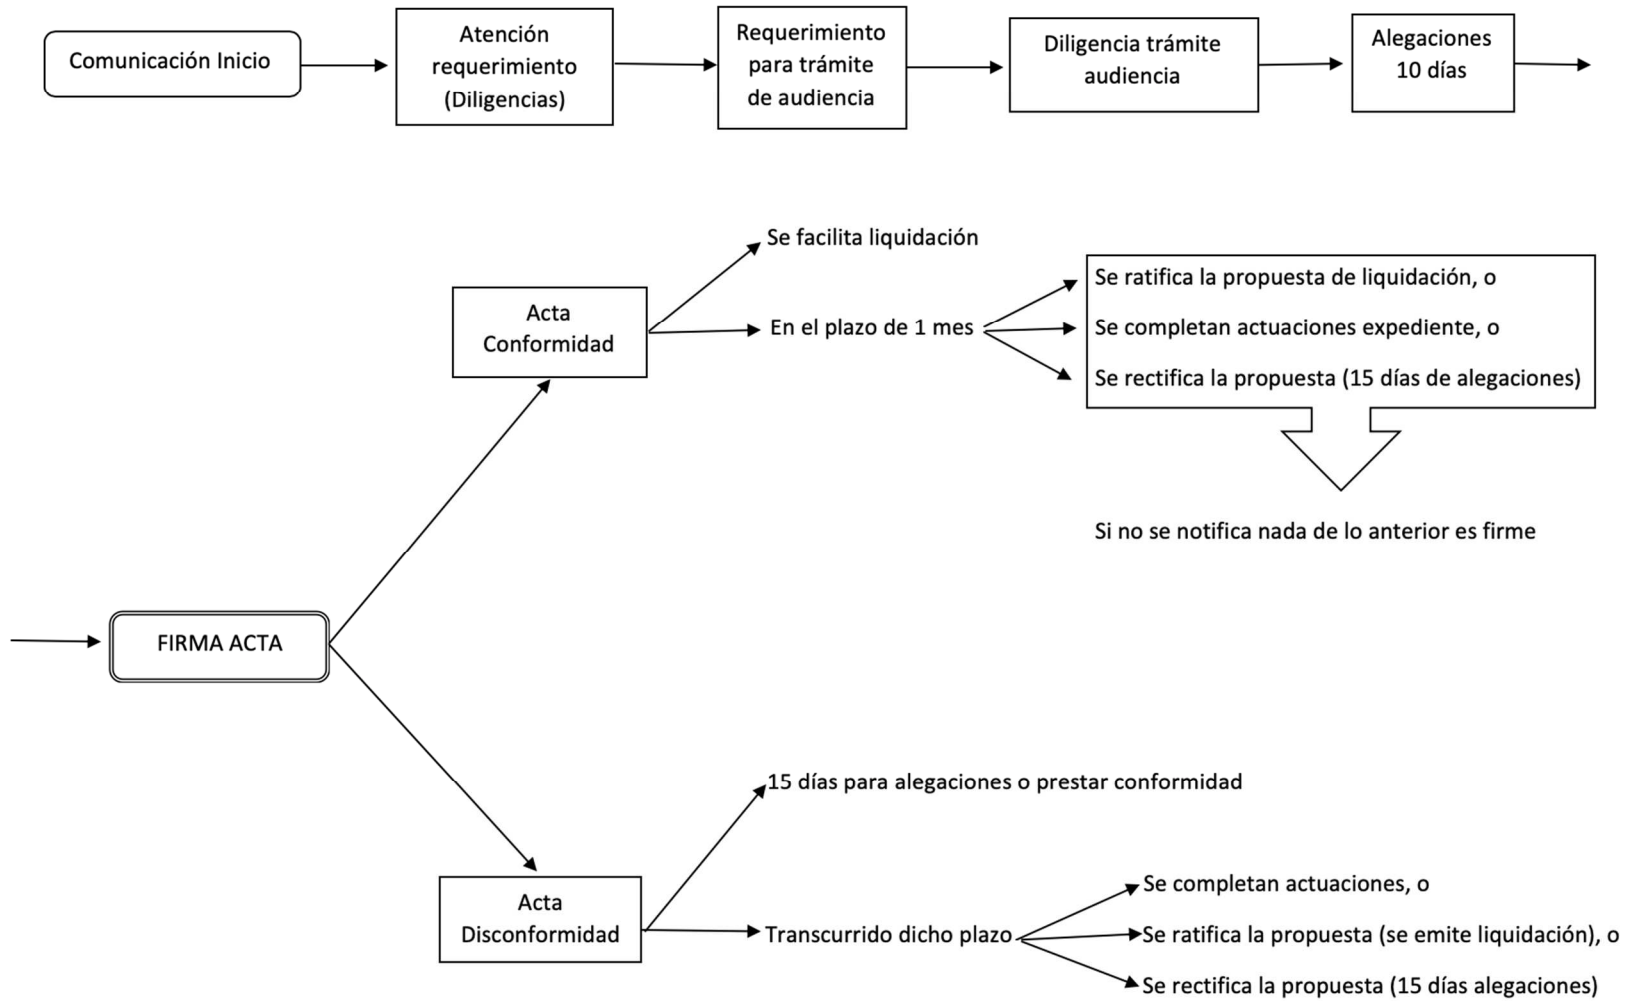 Comunicación Inicio
Atención
requerimiento
(Diligencias)
Requerimiento
para trámite
de audiencia
Diligencia trámite
audiencia
Alegaciones
10 días
Se facilita liquidación
Acta
Conformidad
En el plazo de 1 mes
Se ratifica la propuesta de liquidación, o
Se completan actuaciones expediente, o
Se rectifica la propuesta (15 días de alegaciones)
Si no se notifica nada de lo anterior es firme
FIRMA ACTA
15 días para alegaciones o prestar conformidad
Acta
Disconformidad
Transcurrido dicho plazo
Se completan actuaciones, o
Se ratifica la propuesta (se emite liquidación), o
Se rectifica la propuesta (15 días alegaciones)